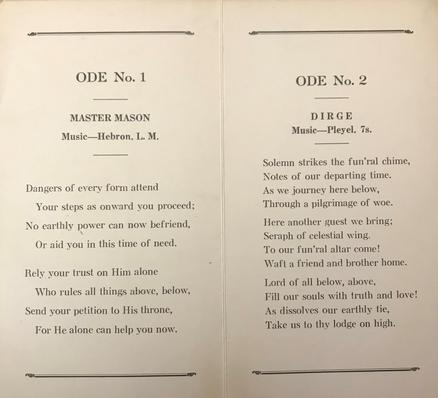 ODE No. 1
MASTER MASON
Music—Hebron, L. M.
Dangers of every form attend
Your steps as onward you proceed;
No earthly power can now befriend,
Or aid you in this time of need.
Rely your trust on Him alone
Who rules all things above, below,
Send your petition to His throne,
For He alone can help you now.
ODE No. 2
DIRGE
Music—Pleyel, 7s.
Solemn strikes the fun'ral chime,
Notes of our departing time.
As we journey here below,
Through a pilgrimage of woe.
Here another guest we bring;
Seraph of celestial wing.
To our fun'ral altar come!
Waft a friend and brother home.
Lord of all below, above,
Fill our souls with truth and love!
As dissolves our earthly tie,
Take us to thy lodge on high.